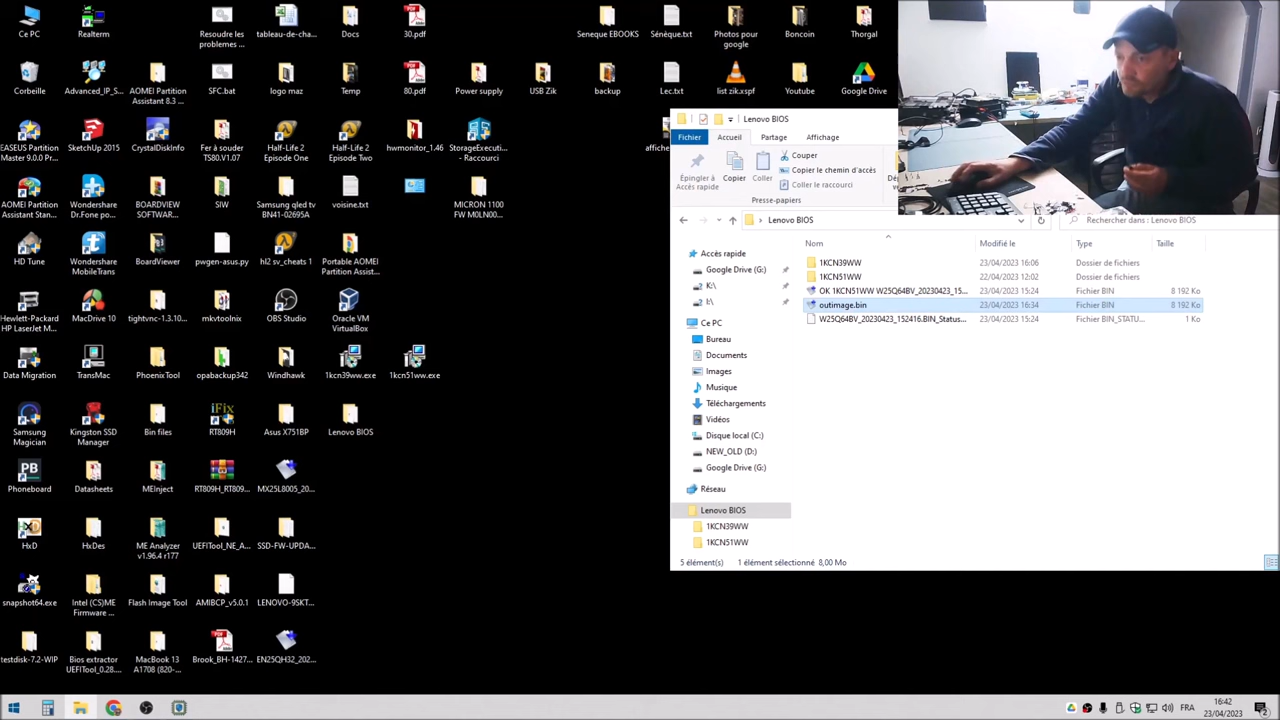 Ce PC
Realterm
Resoudre les
problemes ...
tableau-de-cha...
Docs
30.pdf
Seneque EBOOKS
Sénèque.txt
Photos pour
google
Boncoin
Thorgal
Corbeille
Advanced_IP_S...
AOMEI Partition
Assistant 8.3 ...
SFC.bat
logo maz
Temp
80.pdf
Power supply
USB Zik
backup
Lec.txt
list zik.xspf
Youtube
Google Drive
EASEUS Partition
Master 9.0.0 Pr...
SketchUp 2015
CrystalDiskInfo
Fer à souder
TS80.V1.07
Half-Life 2
Episode One
Half-Life 2
Episode Two
hwmonitor_1.46
StorageExecuti...
- Raccourci
AOMEI Partition
Assistant Stan...
Wondershare
Dr.Fone po...
BOARDVIEW
SOFTWAR...
SIW
Samsung qled tv
BN41-02695A
voisine.txt
MICRON 1100
FW M0LN00...
HD Tune
Wondershare
MobileTrans
BoardViewer
pwgen-asus.py
hl2 sv_cheats 1
Portable AOMEI
Partition Assist...
Hewlett-Packard
HP LaserJet M...
MacDrive 10
tightvnc-1.3.10...
mkvtoolnix
OBS Studio
Oracle VM
VirtualBox
Data Migration
TransMac
PhoenixTool
opabackup342
Windhawk
1kcn39ww.exe
1kcn51ww.exe
Samsung
Magician
Kingston SSD
Manager
Bin files
RT809H
Asus X751BP
Lenovo BIOS
Phoneboard
Datasheets
MEInject
RT809H_RT809...
MX25L8005_20...
HxD
HxDes
ME Analyzer
v1.96.4 r177
UEFITool_NE_A...
SSD-FW-UPDA...
snapshot64.exe
Intel (CS)ME
Firmware ...
Flash Image Tool
AMIBCP_v5.0.1
LENOVO-95KT...
testdisk-7.2-WIP
Bios extractor
UEFITool_0.28....
MacBook 13
A1708 (820-...
Brook_BH-1427...
EN25QH32_202...
Lenovo BIOS
Fichier
Accueil
Partage
Affichage
Épingler à
Accès rapide
Copier
Coller
Couper
Copier le chemin d'accès
Coller le raccourci
Presse-papiers
Lenovo BIOS
Rechercher dans : Lenovo BIOS
Nom
Modifié le
Type
Taille
1KCN39WW
23/04/2023 16:06
Dossier de fichiers
1KCN51WW
22/04/2023 12:02
Dossier de fichiers
OK 1KCN51WW W25Q64BV_20230423_15...
23/04/2023 15:24
Fichier BIN
8 192 Ko
outimage.bin
23/04/2023 16:34
Fichier BIN
8 192 Ko
W25Q64BV_20230423_152416.BIN_Status...
23/04/2023 15:24
Fichier BIN_STATU...
1 Ko
Accès rapide
Google Drive (G:)
K:\
I:\
Ce PC
Bureau
Documents
Images
Musique
Téléchargements
Vidéos
Disque local (C:)
NEW_OLD (D:)
Google Drive (G:)
Réseau
Lenovo BIOS
1KCN39WW
1KCN51WW
5 élément(s)
1 élément sélectionné 8,00 Mo
FRA
16:42
23/04/2023
2